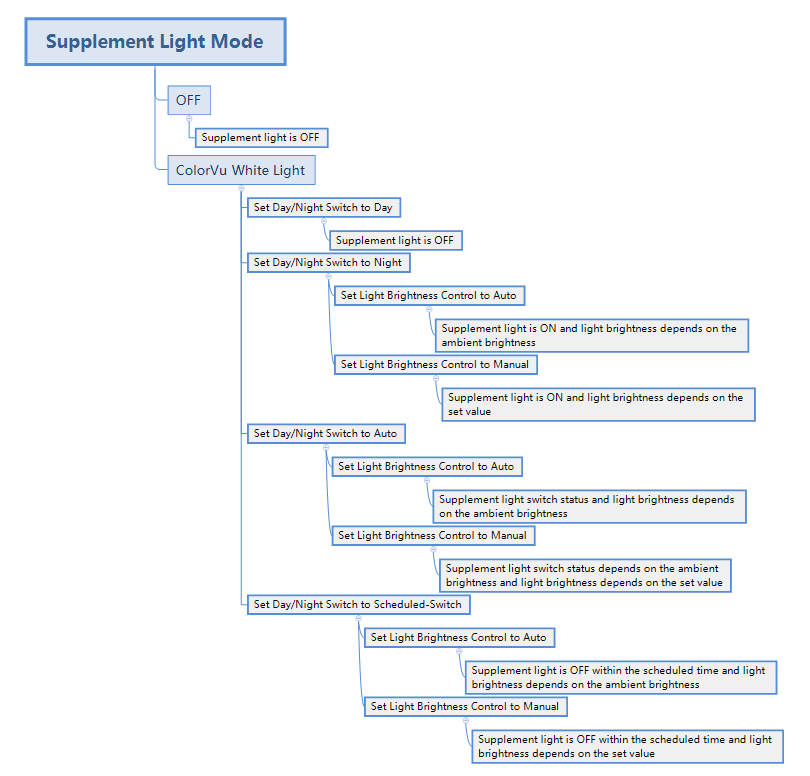 Supplement Light Mode
OFF
Supplement light is OFF
ColorVu White Light
Set Day/Night Switch to Day
Supplement light is OFF
Set Day/Night Switch to Night
Set Light Brightness Control to Auto
Supplement light is ON and light brightness depends on the
ambient brightness
Set Light Brightness Control to Manual
Supplement light is ON and light brightness depends on the
set value
Set Day/Night Switch to Auto
Set Light Brightness Control to Auto
Supplement light switch status and light brightness depends
on the ambient brightness
Set Light Brightness Control to Manual
Supplement light switch status depends on the ambient
brightness and light brightness depends on the set value
Set Day/Night Switch to Scheduled-Switch
Set Light Brightness Control to Auto
Supplement light is OFF within the scheduled time and light
brightness depends on the ambient brightness
Set Light Brightness Control to Manual
Supplement light is OFF within the scheduled time and light
brightness depends on the set value